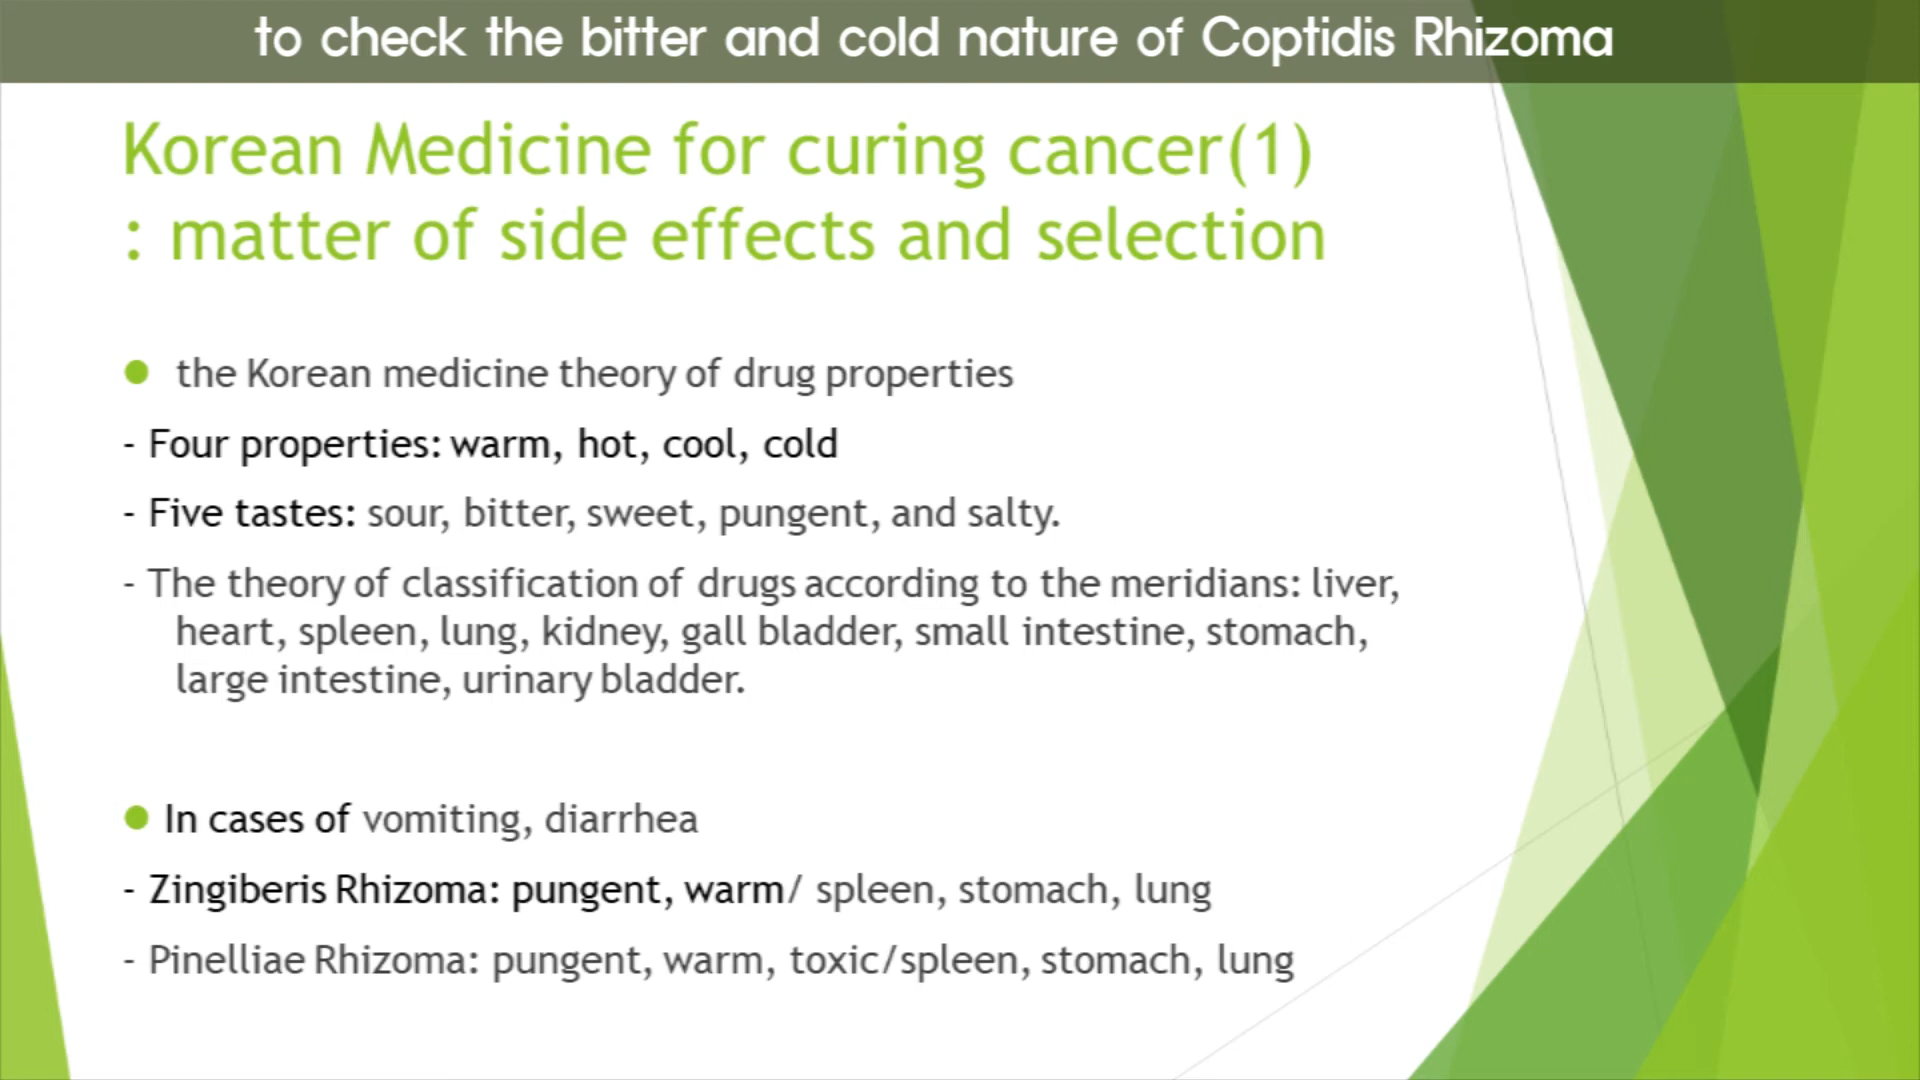 to check the bitter and cold nature of Coptidis Rhizoma
Korean Medicine for curing cancer(1)
: matter of side effects and selection
the Korean medicine theory of drug properties
- Four properties: warm, hot, cool, cold
- Five tastes: sour, bitter, sweet, pungent, and salty.
- The theory of classification of drugs according to the meridians: liver,
heart, spleen, lung, kidney, gall bladder, small intestine, stomach,
large intestine, urinary bladder.
In cases of vomiting, diarrhea
- Zingiberis Rhizoma: pungent, warm/ spleen, stomach, lung
- Pinelliae Rhizoma: pungent, warm, toxic/spleen, stomach, lung